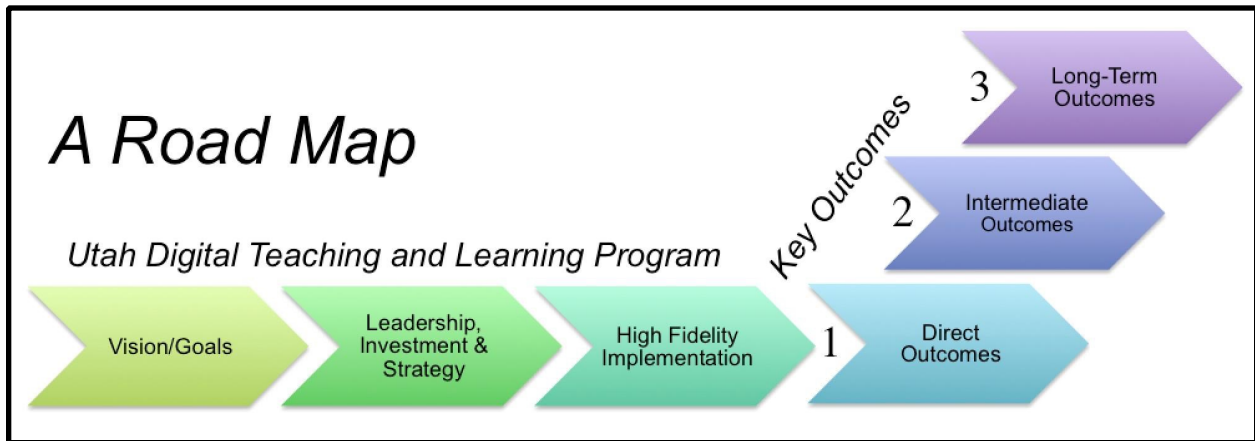 A Road Map
Utah Digital Teaching and Learning Program
Vision/Goals
Leadership,
Investment &
Strategy
High Fidelity
Implementation
Key Outcomes
1
Direct
Outcomes
2
Intermediate
Outcomes
3
Long-Term
Outcomes